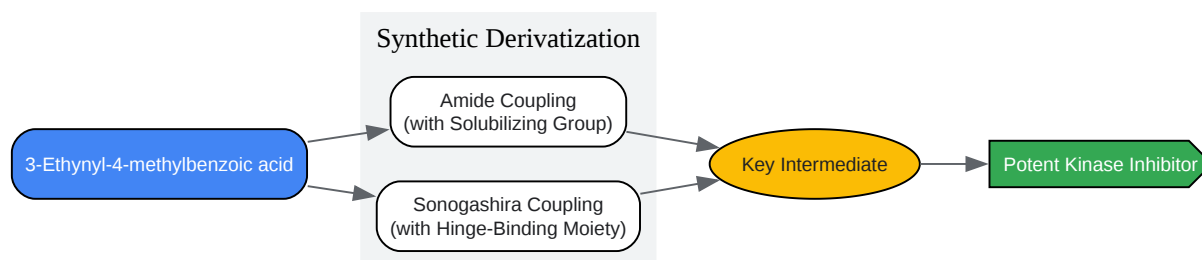 Synthetic Derivatization
3-Ethynyl-4-methylbenzoic acid
Amide Coupling
(with Solubilizing Group)
Sonogashira Coupling
(with Hinge-Binding Moiety)
Key Intermediate
Potent Kinase Inhibitor